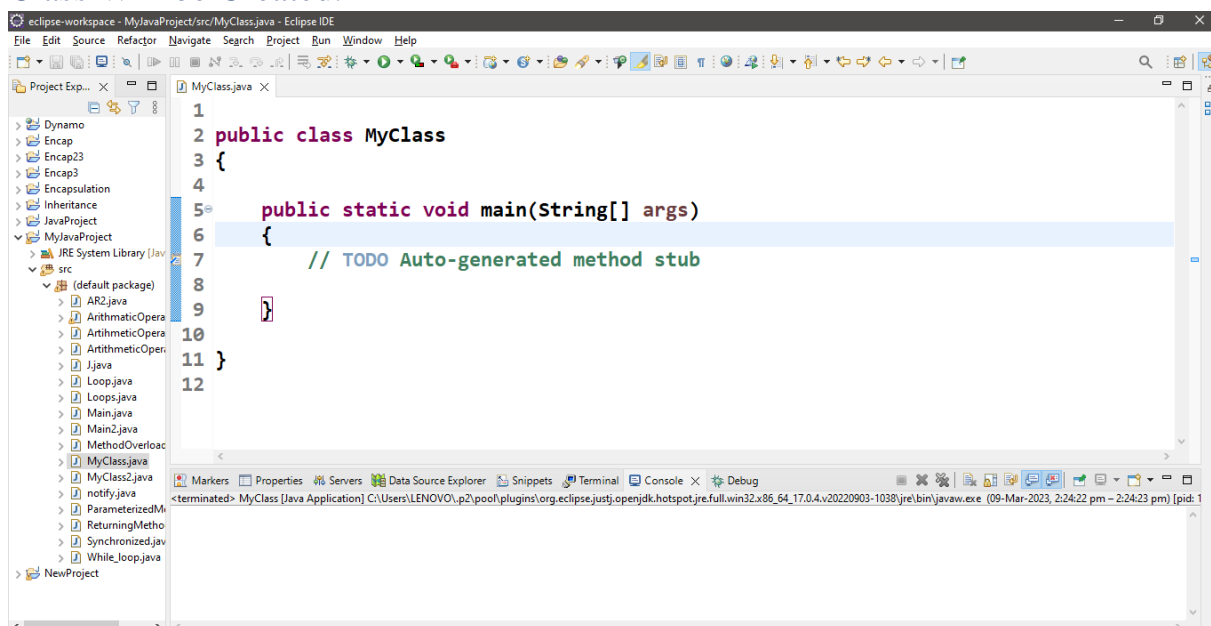 eclipse-workspace - MyJavaProject/src/MyClass.java - Eclipse IDE
File Edit Source Refactor Navigate Search Project Run Window Help
Project Exp...
MyClass.java
Dynamo
Encap
Encap23
Encap3
Encapsulation
Inheritance
JavaProject
MyJavaProject
JRE System Library [Jav
src
(default package)
AR2.java
ArithmaticOpera
ArtihmeticOpera
ArtithmeticOpera
J.java
Loop.java
Loops.java
Main.java
Main2.java
MethodOverloac
MyClass.java
MyClass2.java
notify.java
ParameterizedM
ReturningMetho
Synchronized.jav
While_loop.java
NewProject
1
2 public class MyClass
3 {
4
5 public static void main(String[] args)
6 {
7 // TODO Auto-generated method stub
8
9 }
10
11 }
12
Markers Properties Servers Data Source Explorer Snippets Terminal Console Debug
<terminated> MyClass [Java Application] C:\Users\LENOVO\.p2\pool\plugins\org.eclipse.justj.openjdk.hotspot.jre.full.win32.x86_64_17.0.4.v20220903-1038\jre\bin\javaw.exe (09-Mar-2023, 2:24:22 pm – 2:24:23 pm) [pid: 1